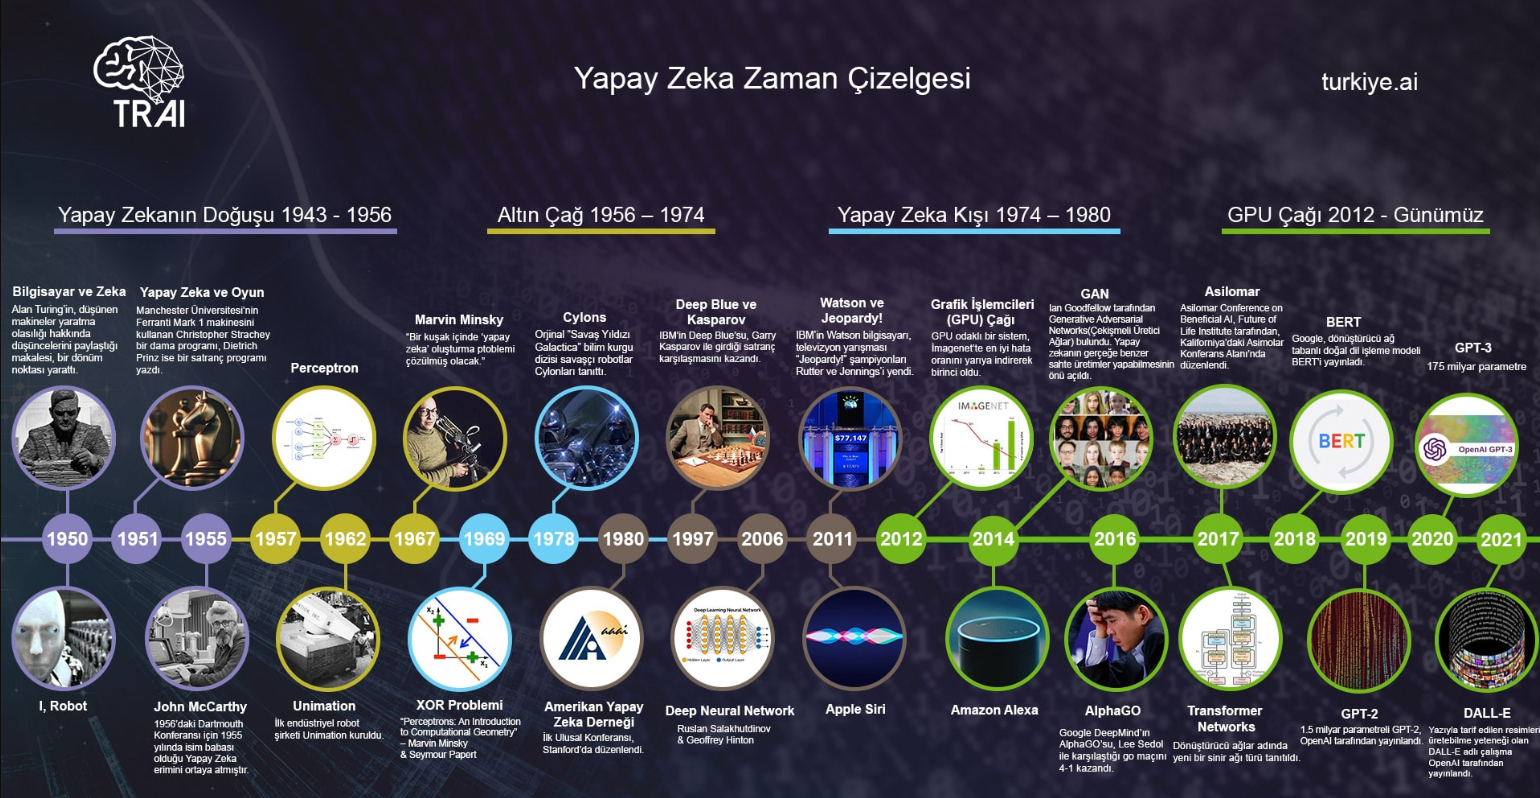 TRAI
Yapay Zeka Zaman Çizelgesi
turkiye.ai
Yapay Zekanın Doğuşu 1943 - 1956
Altın Çağ 1956 – 1974
Yapay Zeka Kışı 1974 – 1980
GPU Çağı 2012 - Günümüz
Bilgisayar ve Zeka
Alan Turing'in, düşünen
makineler yaratma
olasılığı hakkında
düşüncelerini paylaştığı
makalesi, bir dönüm
noktası yarattı.
Yapay Zeka ve Oyun
Manchester Üniversitesi'nin
Ferranti Mark 1 makinesini
kullanan Christopher Strachey
bir dama programı, Dietrich
Prinz ise bir satranç programı
yazdı.
Perceptron
Marvin Minsky
"Bir kuşak içinde 'yapay
zeka' oluşturma ptoblemi
çözülmüş olacak."
Cylons
Orjinal "Savaş Yıldızı
Galactica" bilim kurgu
dizisi savaşçı robotlar
Cylonları tanıttı.
Deep Blue ve
Kasparov
IBM'in Deep Blue'su, Garry
Kasparov ile girdiği satranç
karşılaşmasını kazandı.
Watson ve
Jeopardy!
IBM'in Watson bilgisayarı,
televizyon yarışması
"Jeopardy!" şampiyonları
Rutter ve Jennings'i yendi.
Grafik İşlemcileri
(GPU) Çağı
GPU odaklı bir sistem,
Imagenet'te en iyi hata
oranını yarıya indirerek
birinci oldu.
GAN
Ian Goodfellow tarafından
Generative Adversarial
Networks(Çekişmeli Üretici
Ağlar) bulundu. Yapay
zekanın gerçeğe benzer
sahte üretimler yapabilmesinin
önü açıldı.
Asilomar
Asilomar Conference on
Beneficial AI, Future of
Life Institute tarafından,
Kaliforniya'daki Asimolar
Konferans Alanı'nda
düzenlendi.
BERT
Google, dönüştürücü ağ
tabanlı doğal dil işleme modeli
BERT'i yayınladı.
GPT-3
175 milyar parametre
$77,147
IMAGENET
BERT
OpenAI GPT-3
1950
1951
1955
1957
1962
1967
1969
1978
1980
1997
2006
2011
2012
2014
2016
2017
2018
2019
2020
2021
x₂
x₁
aaai
Deep Learning Neural Network
Hidden Layer
Output Layer
I, Robot
John McCarthy
1956'daki Dartmouth
Konferansı için 1955
yılında isim babası
olduğu Yapay Zeka
erimini ortaya atmıştır.
Unimation
İlk endüstriyel robot
şirketi Unimation kuruldu.
XOR Problemi
"Perceptrons: An Introduction
to Computational Geometry"
– Marvin Minsky
& Seymour Papert
Amerikan Yapay
Zeka Derneği
İlk Ulusal Konferansı,
Stanford'da düzenlendi.
Deep Neural Network
Ruslan Salakhutdinov
& Geoffrey Hinton
Apple Siri
Amazon Alexa
AlphaGO
Google DeepMind'ın
AlphaGO'su, Lee Sedol
ile karşılaştığı go maçını
4-1 kazandı.
Transformer
Networks
Dönüştürücü ağlar adında
yeni bir sinir ağı türü tanıtıldı.
GPT-2
1.5 milyar parametreli GPT-2,
OpenAI tarafından yayınlandı.
DALL-E
Yazıyla tarif edilen resimleri
üretebilme yeteneği olan
DALL-E adlı çalışma
OpenAI tarafından
yayınlandı.